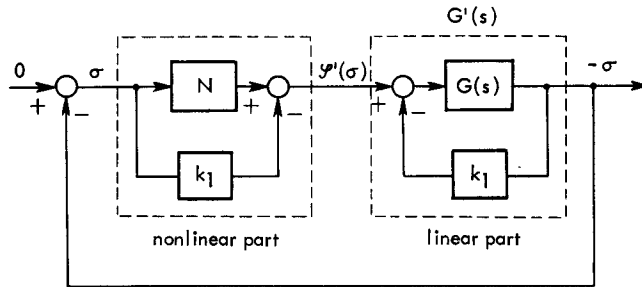 G'(s)
0 σ N φ'(σ) G(s) -σ
+ - + - + -
k1 k1
nonlinear part linear part